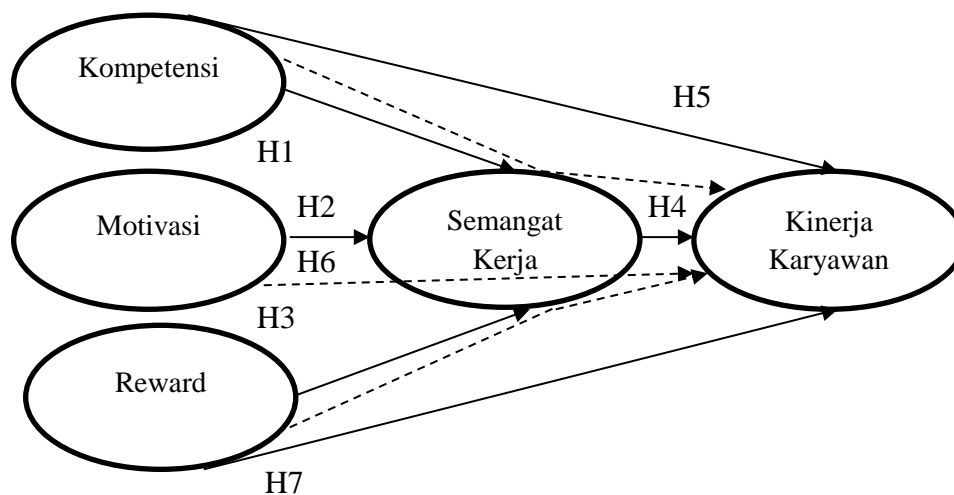 Kompetensi
H5
H1
Motivasi
H2
Semangat
Kerja
H4
Kinerja
Karyawan
H6
H3
Reward
H7